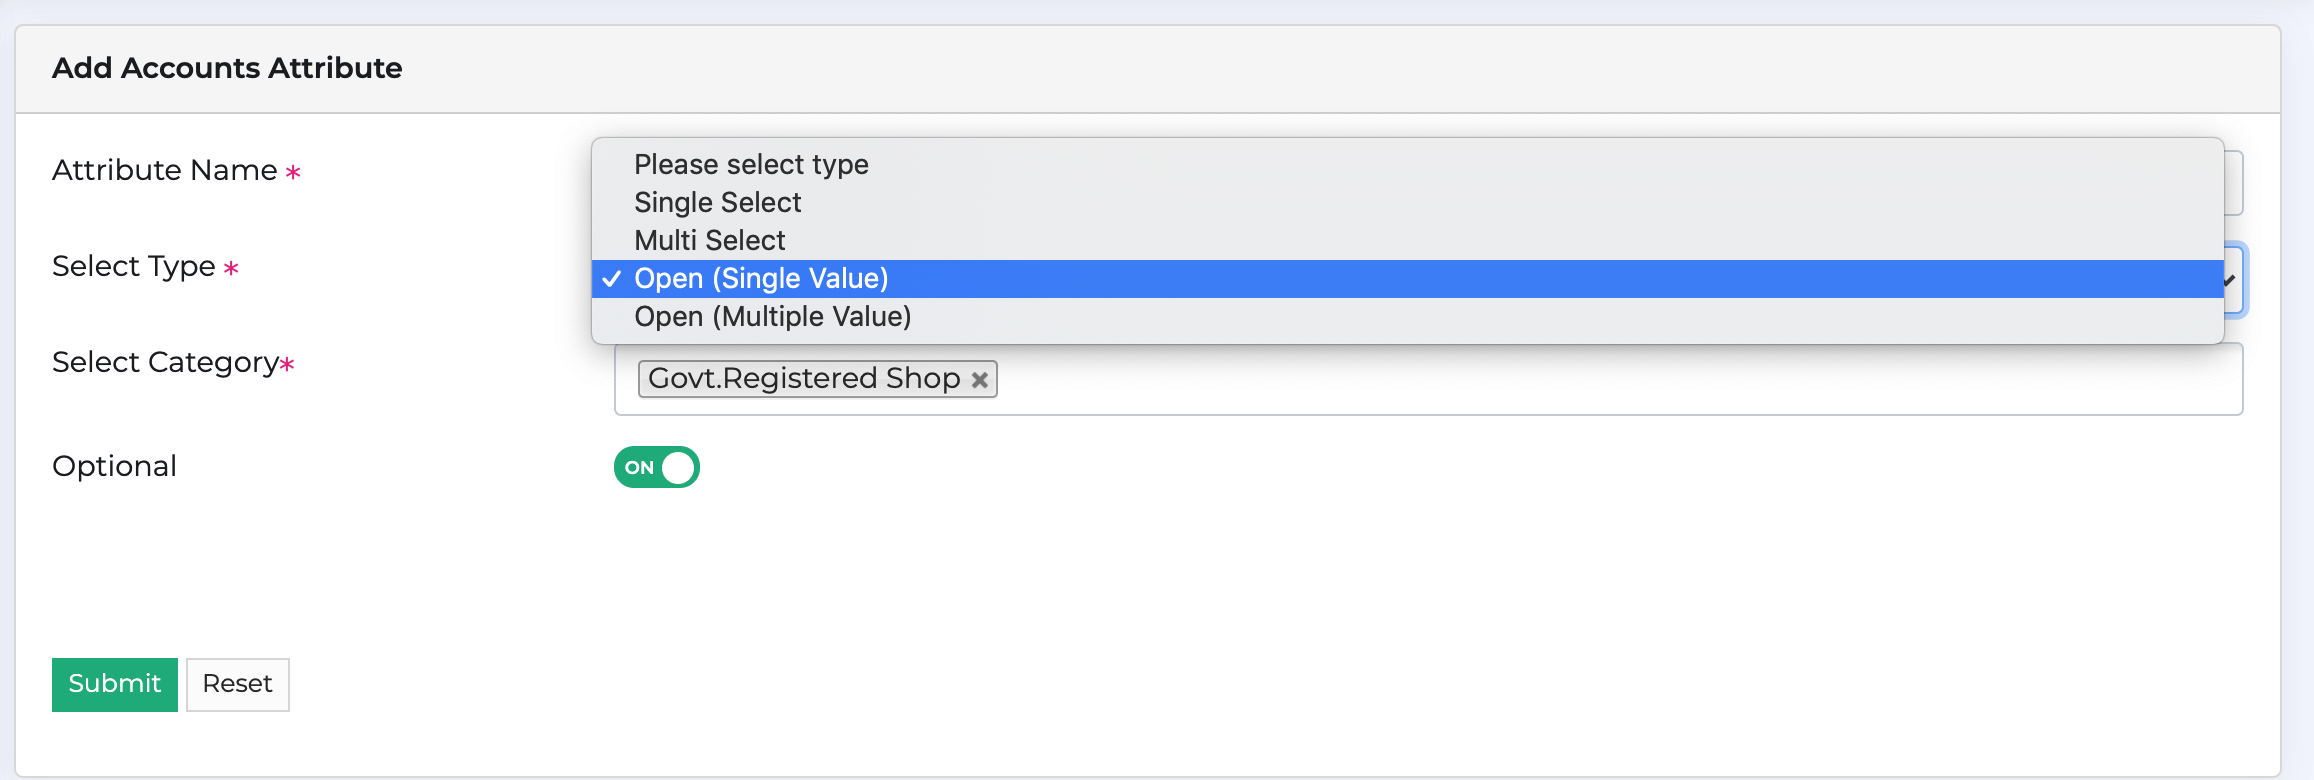 Add Accounts Attribute
Attribute Name *
Please select type
Single Select
Multi Select
Select Type *
✓ Open (Single Value)
Open (Multiple Value)
Select Category*
Govt.Registered Shop ×
Optional
ON
Submit Reset